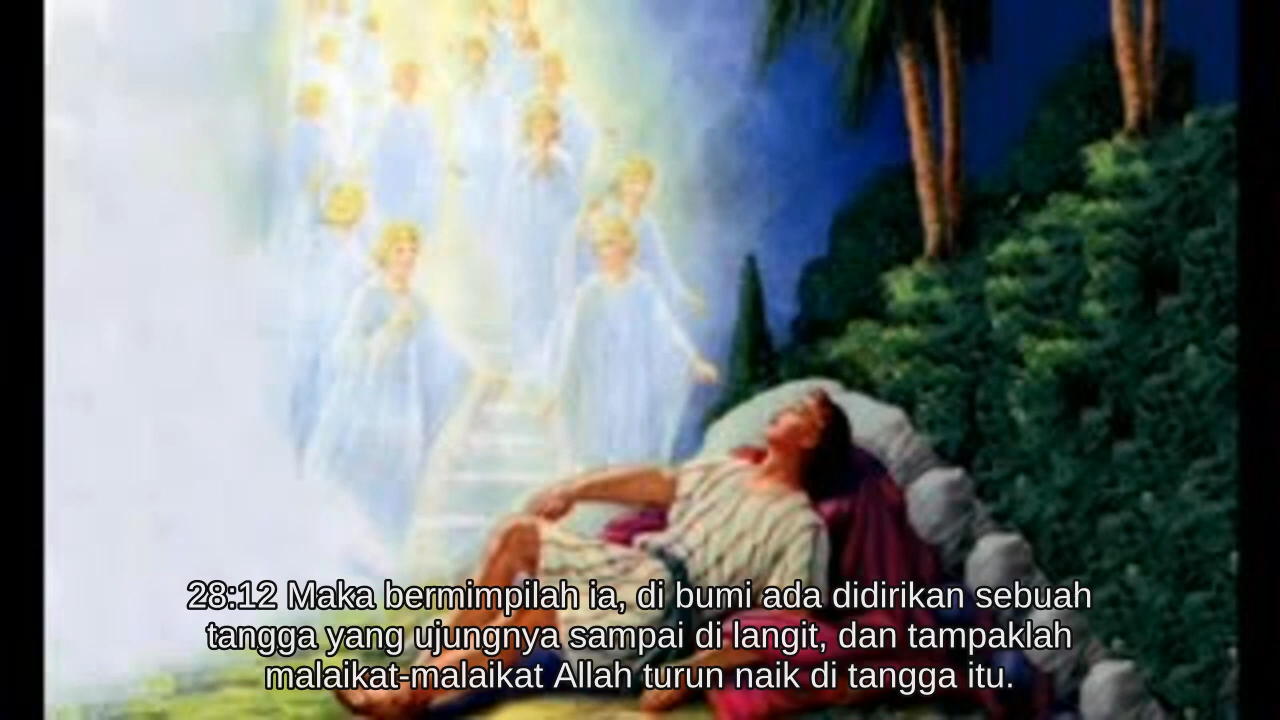 28:12 Maka bermimpilah ia, di bumi ada didirikan sebuah
tangga yang ujungnya sampai di langit, dan tampaklah
malaikat-malaikat Allah turun naik di tangga itu.